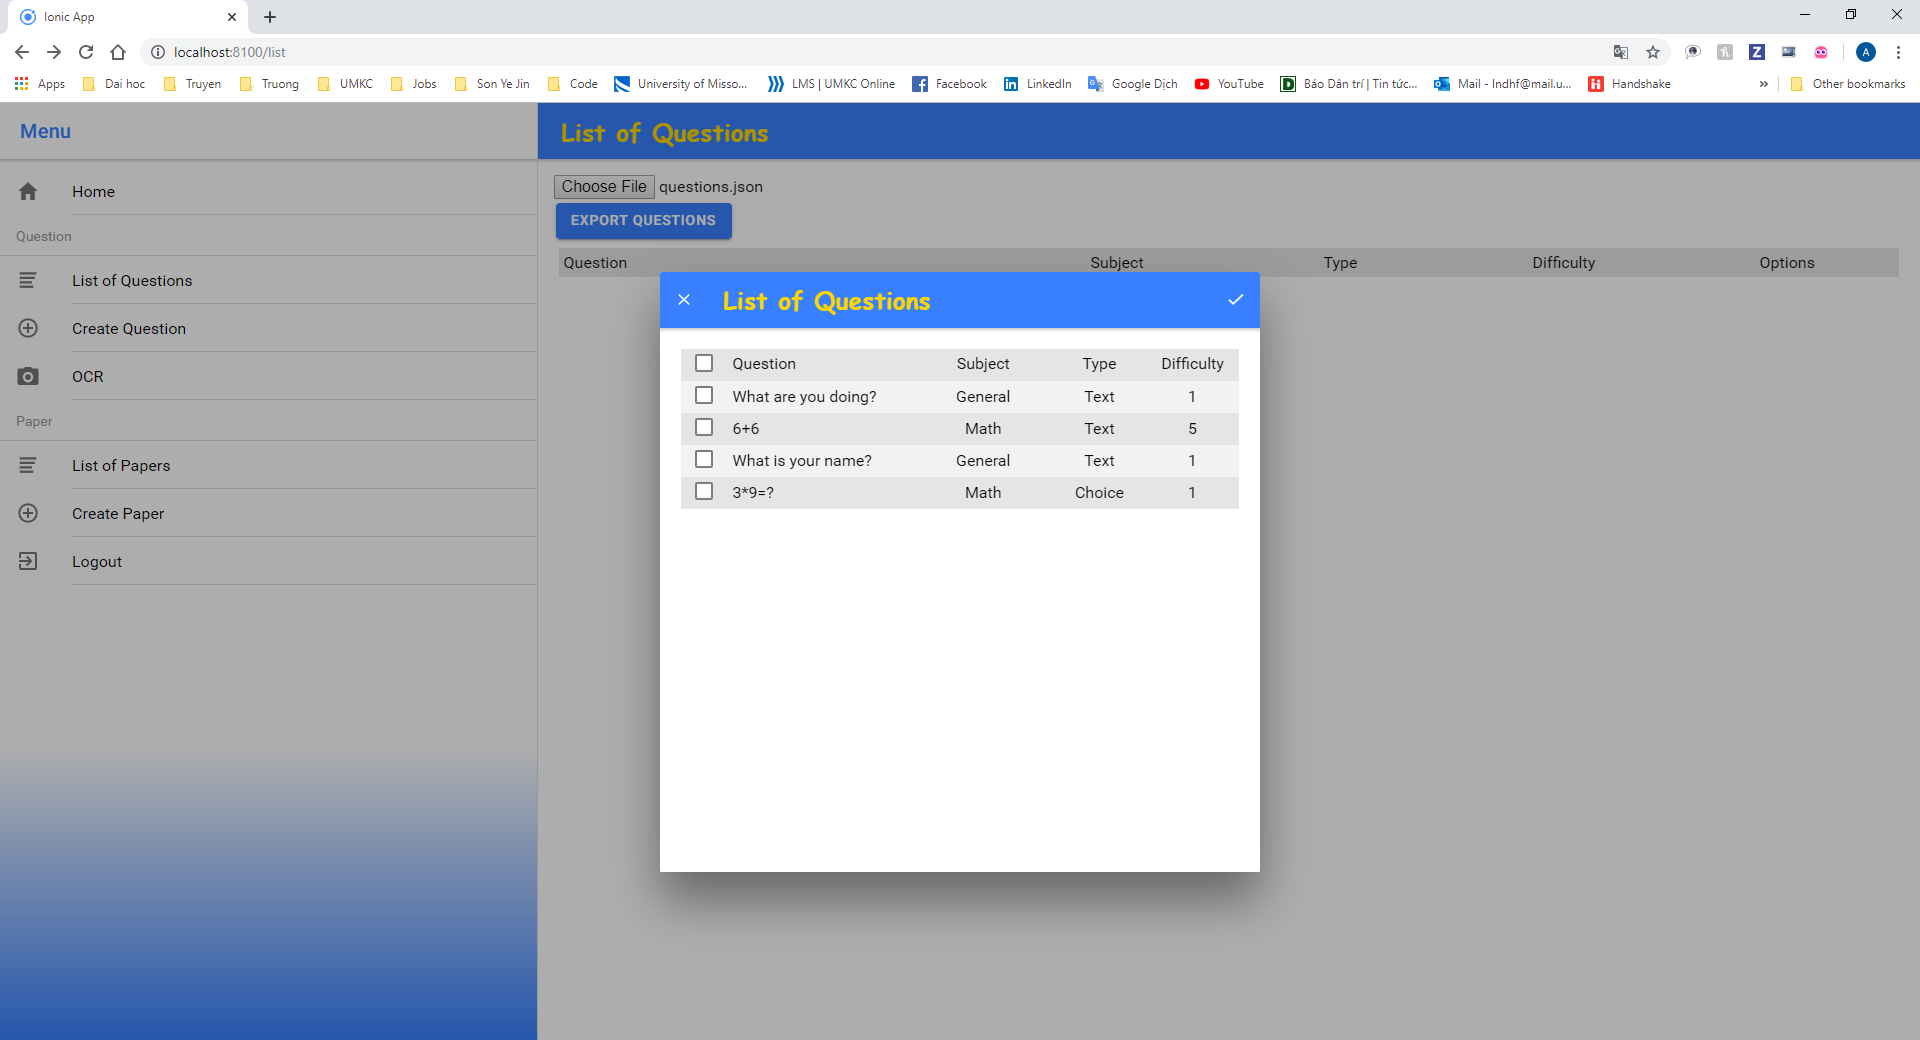 Ionic App
localhost:8100/list
A
Apps Dai hoc Truyen Truong UMKC Jobs Son Ye Jin Code University of Misso... LMS | UMKC Online Facebook LinkedIn Google Dịch YouTube Báo Dân trí | Tin tức... Mail - lndhf@mail.u... Handshake » Other bookmarks
Menu
List of Questions
Home
Choose File questions.json
EXPORT QUESTIONS
Question
Question Subject Type Difficulty Options
List of Questions
Create Question
OCR
Paper
List of Papers
Create Paper
Logout
List of Questions
Question Subject Type Difficulty
What are you doing? General Text 1
6+6 Math Text 5
What is your name? General Text 1
3*9=? Math Choice 1